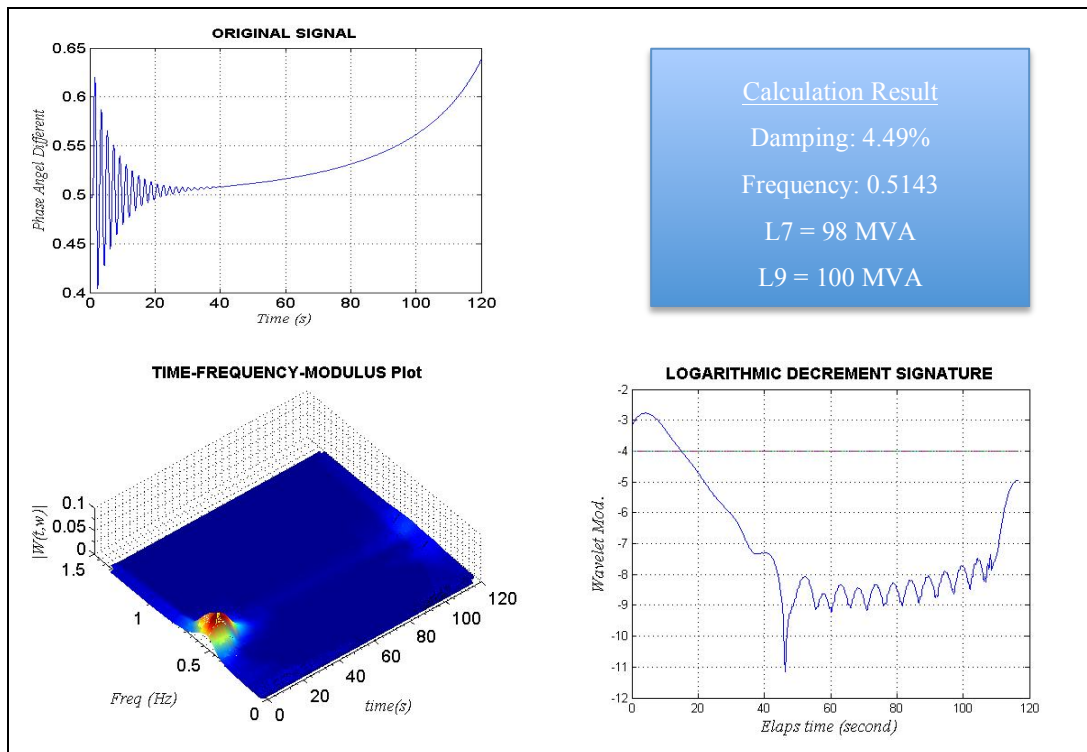 ORIGINAL SIGNAL
0.65
0.6
0.55
0.5
0.45
0.4
Phase Angel Different
0 20 40 60 80 100 120
Time (s)
Calculation Result
Damping: 4.49%
Frequency: 0.5143
L7 = 98 MVA
L9 = 100 MVA
TIME-FREQUENCY-MODULUS Plot
0.1
0.05
0
|W(t,w)|
1.5
1
0.5
0
Freq (Hz)
0
20
40
60
80
100
120
time(s)
LOGARITHMIC DECREMENT SIGNATURE
-2
-3
-4
-5
-6
-7
-8
-9
-10
-11
-12
Wavelet Mod.
0 20 40 60 80 100 120
Elaps time (second)